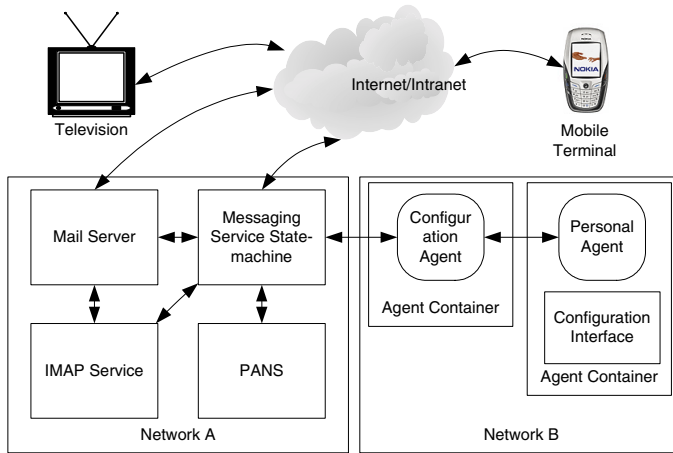 Internet/Intranet
NOKIA
Television
Mobile
Terminal
Mail Server
Messaging
Service State-
machine
IMAP Service
PANS
Network A
Configur
ation
Agent
Agent Container
Personal
Agent
Configuration
Interface
Agent Container
Network B